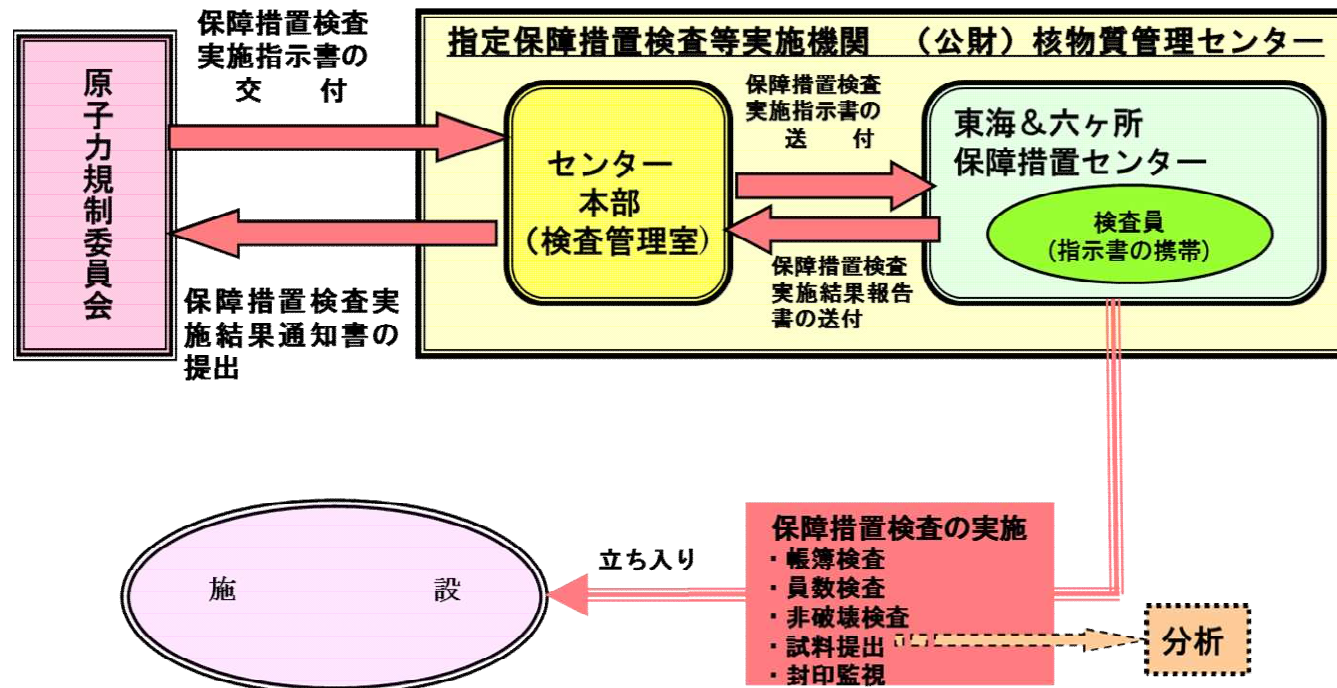 原子力規制委員会
保障措置検査
実施指示書の
交　　付
保障措置検査実
施結果通知書の
提出
指定保障措置検査等実施機関　（公財）核物質管理センター
センター
本部
（検査管理室）
保障措置検査
実施指示書の
送　　付
保障措置検査
実施結果報告
書の送付
東海＆六ヶ所
保障措置センター
検査員
(指示書の携帯)
施　　設
立ち入り
保障措置検査の実施
・帳簿検査
・員数検査
・非破壊検査
・試料提出
・封印監視
分析